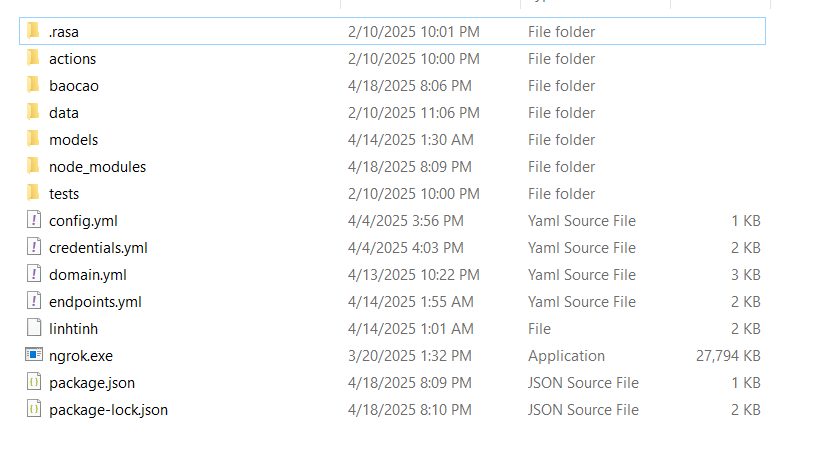 .rasa 2/10/2025 10:01 PM File folder
actions 2/10/2025 10:00 PM File folder
baocao 4/18/2025 8:06 PM File folder
data 2/10/2025 11:06 PM File folder
models 4/14/2025 1:30 AM File folder
node_modules 4/18/2025 8:09 PM File folder
tests 2/10/2025 10:00 PM File folder
config.yml 4/4/2025 3:56 PM Yaml Source File 1 KB
credentials.yml 4/4/2025 4:03 PM Yaml Source File 2 KB
domain.yml 4/13/2025 10:22 PM Yaml Source File 3 KB
endpoints.yml 4/14/2025 1:55 AM Yaml Source File 2 KB
linhtinh 4/14/2025 1:01 AM File 2 KB
ngrok.exe 3/20/2025 1:32 PM Application 27,794 KB
package.json 4/18/2025 8:09 PM JSON Source File 1 KB
package-lock.json 4/18/2025 8:10 PM JSON Source File 2 KB